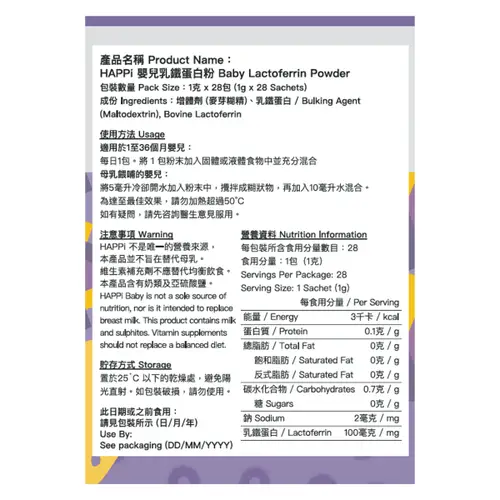 產品名稱 Product Name：
HAPPi 嬰兒乳鐵蛋白粉 Baby Lactoferrin Powder
包裝數量 Pack Size：1克 x 28包 (1g x 28 Sachets)
成份 Ingredients：增體劑 (麥芽糊精)、乳鐵蛋白 / Bulking Agent
(Maltodextrin), Bovine Lactoferrin
使用方法 Usage
適用於1至36個月嬰兒：
每日1包。將 1 包粉末加入固體或液體食物中並充分混合
母乳餵哺的嬰兒：
將5毫升冷卻開水加入粉末中，攪拌成糊狀物，再加入10毫升水混合。
為達至最佳效果，請勿加熱超過50°C
如有疑問，請先咨詢醫生意見服用。
注意事項 Warning
HAPPi 不是唯一的營養來源，
本產品並不旨在替代母乳。
維生素補充劑不應替代均衡飲食。
本產品含有奶類及亞硫酸鹽。
HAPPi Baby is not a sole source of
nutrition, nor is it intended to replace
breast milk. This product contains milk
and sulphites. Vitamin supplements
should not replace a balanced diet.
貯存方式 Storage
置於25°C 以下的乾燥處，避免陽
光直射。如包裝破損，請勿使用。
此日期或之前食用：
請見包裝所示 (日/月/年)
Use By:
See packaging (DD/MM/YYYY)
營養資料 Nutrition Information
每包裝所含食用分量數目：28
食用分量：1包（1克）
Servings Per Package: 28
Serving Size: 1 Sachet (1g)
每食用分量 / Per Serving
能量 / Energy 3千卡 / kcal
蛋白質 / Protein 0.1克 / g
總脂肪 / Total Fat 0克 / g
飽和脂肪 / Saturated Fat 0克 / g
反式脂肪 / Saturated Fat 0克 / g
碳水化合物 / Carbohydrates 0.7克 / g
糖 Sugars 0克 / g
鈉 Sodium 2毫克 / mg
乳鐵蛋白 / Lactoferrin 100毫克 / mg